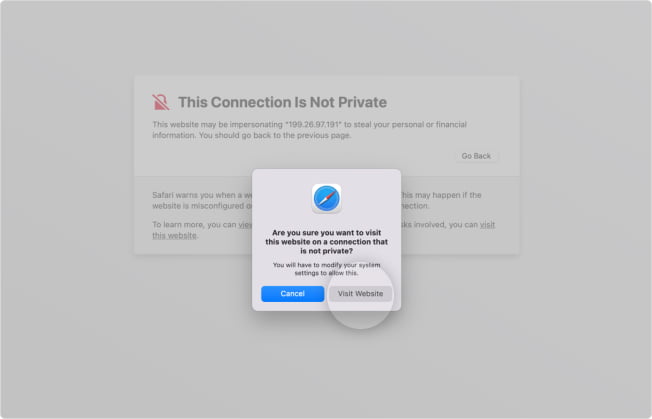 This Connection Is Not Private
This website may be impersonating “199.26.97.191” to steal your personal or financial
information. You should go back to the previous page.
Go Back
Safari warns you when a we
This may happen if the
website is misconfigured o
nection.
To learn more, you can view
sks involved, you can visit
this website.
Are you sure you want to visit
this website on a connection that
is not private?
You will have to modify your system
settings to allow this.
Cancel
Visit Website